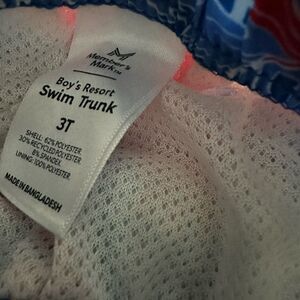 Member's
Mark™
Boy's Resort
Swim Trunk
3T
SHELL: 62% POLYESTER
30% RECYCLED POLYESTER
8% SPANDEX
LINING: 100% POLYESTER
MADE IN BANGLADESH